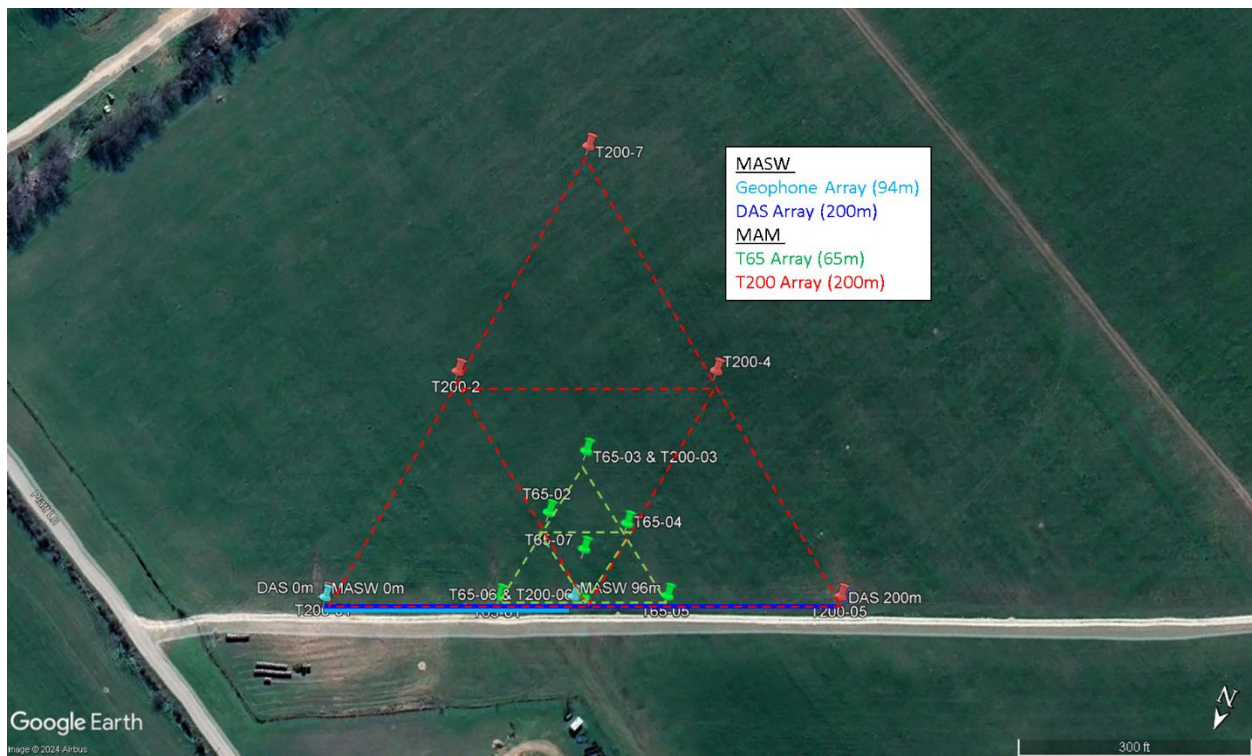 T200-7
MASW
Geophone Array (94m)
DAS Array (200m)
MAM
T65 Array (65m)
T200 Array (200m)
T200-2
T200-4
T65-03 & T200-03
T65-02
T65-04
T65-07
DAS 0m
MASW 0m
T65-06 & T200-06
MASW 96m
DAS 200m
T65-05
T200-05
Piatt Ln
Google Earth
Image © 2024 Airbus
N
300 ft